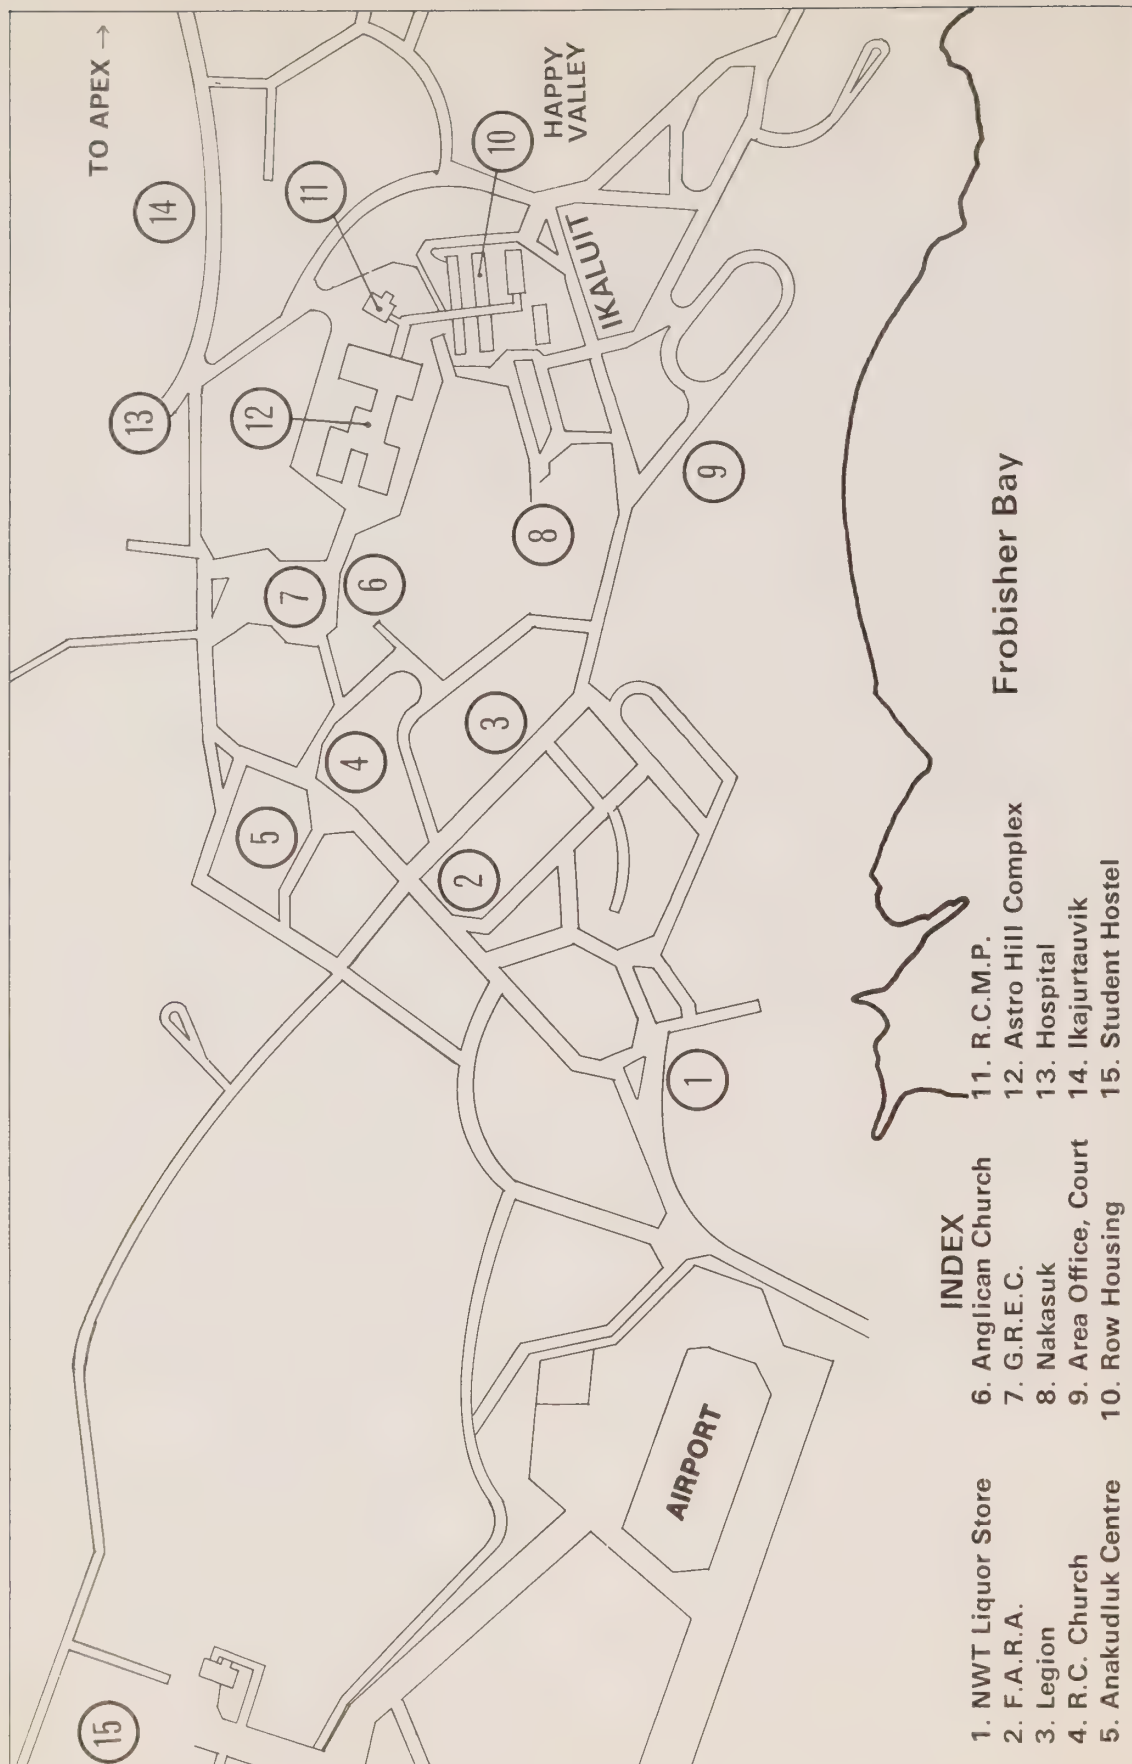 TO APEX →
14
13
11
10
HAPPY
VALLEY
12
IKALUIT
7
6
8
9
5
4
3
2
1
15
AIRPORT
Frobisher Bay
INDEX
1. NWT Liquor Store
2. F.A.R.A.
3. Legion
4. R.C. Church
5. Anakudluk Centre
6. Anglican Church
7. G.R.E.C.
8. Nakasuk
9. Area Office, Court
10. Row Housing
11. R.C.M.P.
12. Astro Hill Complex
13. Hospital
14. Ikajurtauvik
15. Student Hostel